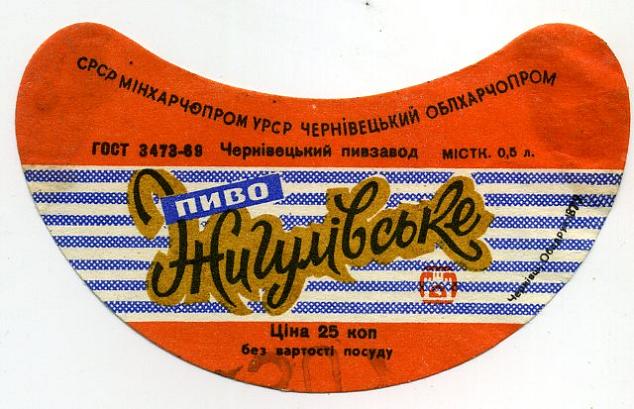 СРСР МІНХАРЧОПРОМ УРСР ЧЕРНІВЕЦЬКИЙ ОБЛХАРЧОПРОМ
ГОСТ 3473-69 Чернівецький пивзавод МІСТК. 0,5 л.
ПИВО
Жигулівське
Ціна 25 коп
без вартості посуду